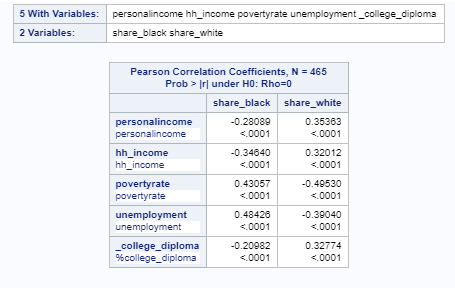 5 With Variables: personalincome hh_income povertyrate unemployment _college_diploma
2 Variables: share_black share_white
Pearson Correlation Coefficients, N = 465
Prob > |r| under H0: Rho=0
share_black share_white
personalincome -0.28089 0.35363
personalincome <.0001 <.0001
hh_income -0.34640 0.32012
hh_income <.0001 <.0001
povertyrate 0.43057 -0.49530
povertyrate <.0001 <.0001
unemployment 0.48426 -0.39040
unemployment <.0001 <.0001
_college_diploma -0.20982 0.32774
%college_diploma <.0001 <.0001